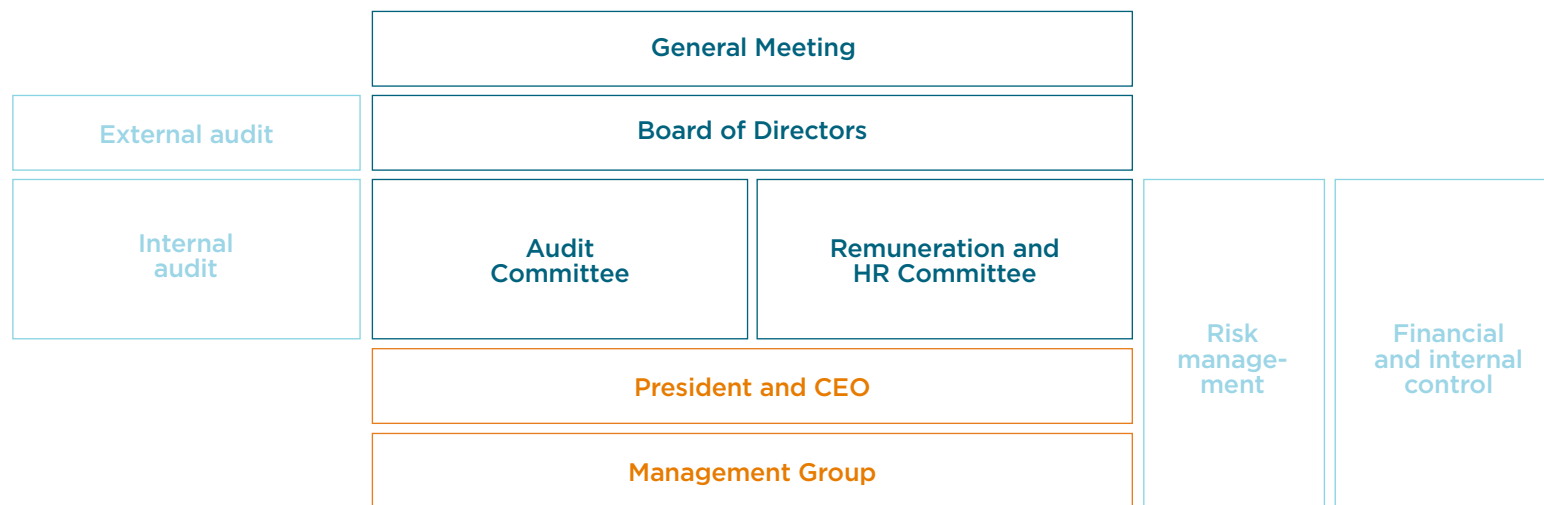 General Meeting
External audit
Board of Directors
Internal
audit
Audit
Committee
Remuneration and
HR Committee
Risk
manage-
ment
Financial
and internal
control
President and CEO
Management Group